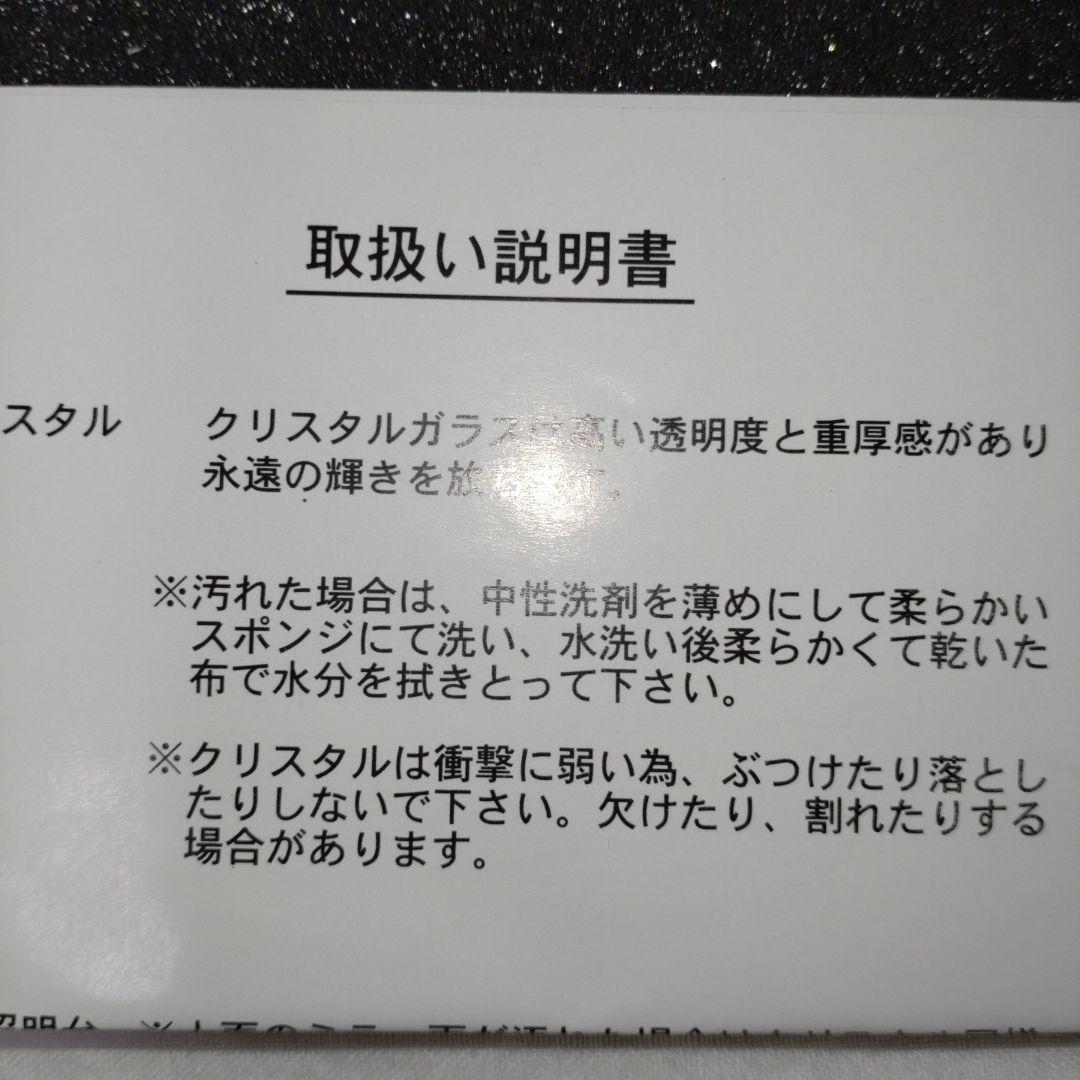 取扱い説明書
スタル クリスタルガラスは高い透明度と重厚感があり
永遠の輝きを放ちます。
※汚れた場合は、中性洗剤を薄めにして柔らかい
スポンジにて洗い、水洗い後柔らかくて乾いた
布で水分を拭きとって下さい。
※クリスタルは衝撃に弱い為、ぶつけたり落とし
たりしないで下さい。欠けたり、割れたりする
場合があります。